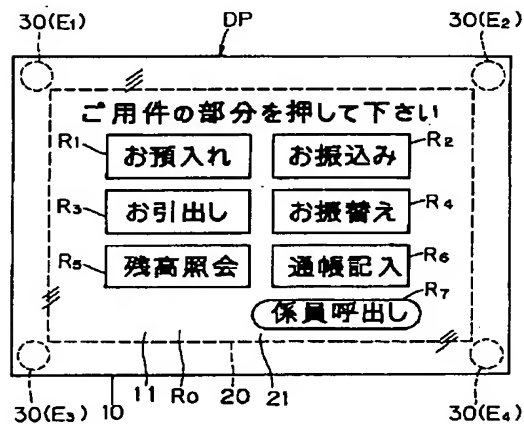 30(E1) DP 30(E2)
ご用件の部分を押して下さい
R1 お預入れ お振込み R2
R3 お引出し お振替え R4
R5 残高照会 通帳記入 R6
係員呼出し R7
30(E3) 10 11 R0 20 21 30(E4)